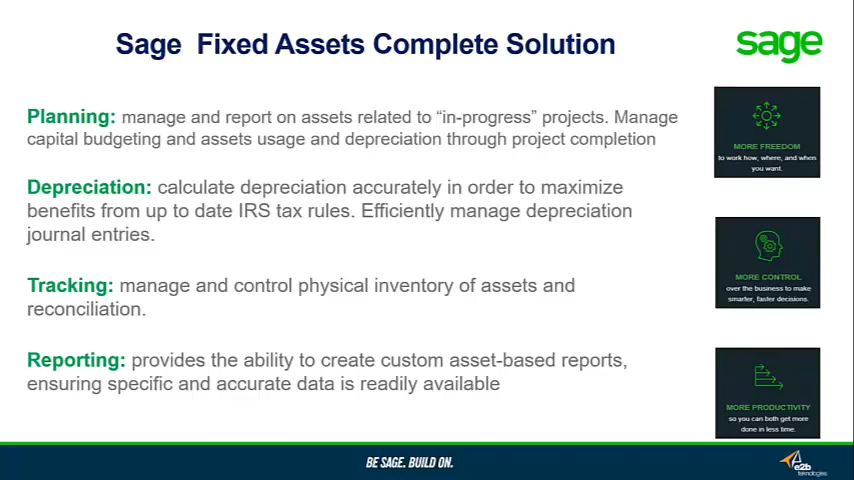 Sage  Fixed Assets Complete Solution
sage
Planning: manage and report on assets related to “in-progress” projects. Manage
capital budgeting and assets usage and depreciation through project completion
Depreciation: calculate depreciation accurately in order to maximize
benefits from up to date IRS tax rules. Efficiently manage depreciation
journal entries.
Tracking: manage and control physical inventory of assets and
reconciliation.
Reporting: provides the ability to create custom asset-based reports,
ensuring specific and accurate data is readily available
MORE FREEDOM
to work how, where, and when
you want.
MORE CONTROL
over the business to make
smarter, faster decisions.
MORE PRODUCTIVITY
so you can both get more
done in less time.
BE SAGE. BUILD ON.
e2b
teknologies